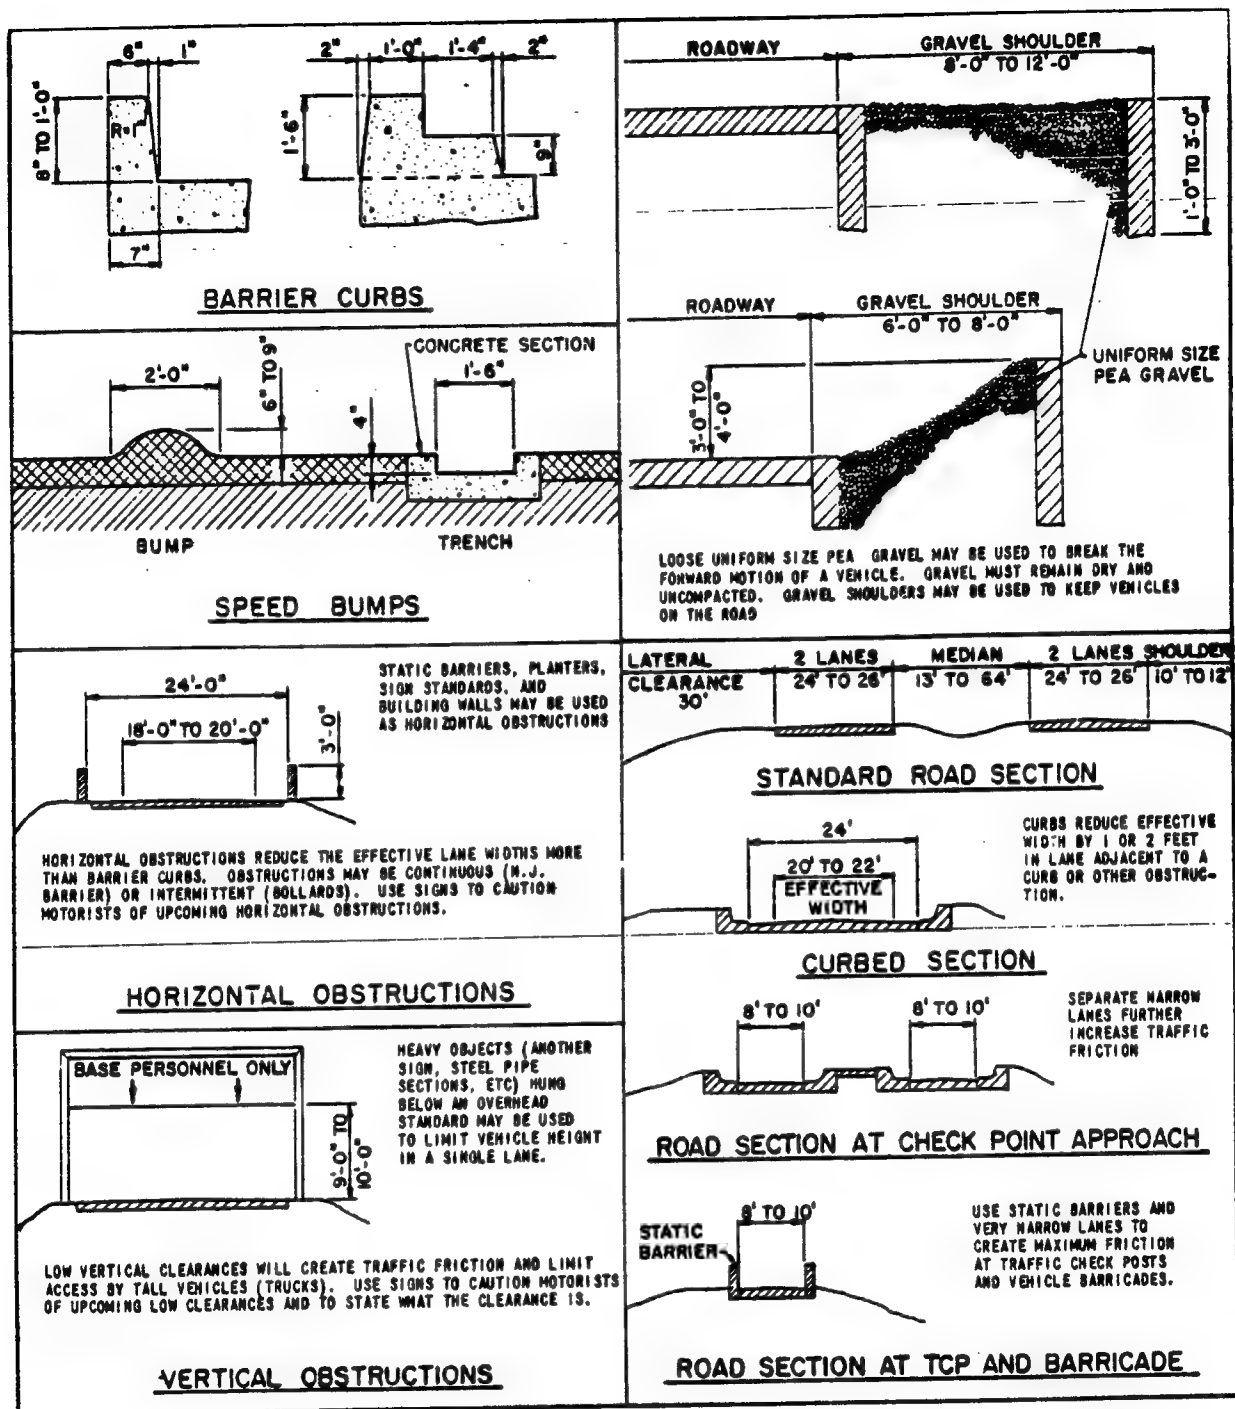 6"
1"
8" TO 1'-0"
R=1"
7"
2"
1'-0"
1'-4"
2"
1'-6"
9"
BARRIER CURBS
ROADWAY
GRAVEL SHOULDER
8'-0" TO 12'-0"
1'-0" TO 3'-0"
ROADWAY
GRAVEL SHOULDER
6'-0" TO 8'-0"
3'-0" TO
4'-0"
UNIFORM SIZE
PEA GRAVEL
LOOSE UNIFORM SIZE PEA GRAVEL MAY BE USED TO BREAK THE
FORWARD MOTION OF A VEHICLE. GRAVEL MUST REMAIN DRY AND
UNCOMPACTED. GRAVEL SHOULDERS MAY BE USED TO KEEP VEHICLES
ON THE ROAD
2'-0"
6" TO 9"
CONCRETE SECTION
1'-6"
4"
BUMP
TRENCH
SPEED BUMPS
24'-0"
18'-0" TO 20'-0"
3'-0"
STATIC BARRIERS, PLANTERS,
SIGN STANDARDS, AND
BUILDING WALLS MAY BE USED
AS HORIZONTAL OBSTRUCTIONS
HORIZONTAL OBSTRUCTIONS REDUCE THE EFFECTIVE LANE WIDTHS MORE
THAN BARRIER CURBS. OBSTRUCTIONS MAY BE CONTINUOUS (N.J.
BARRIER) OR INTERMITTENT (BOLLARDS). USE SIGNS TO CAUTION
MOTORISTS OF UPCOMING HORIZONTAL OBSTRUCTIONS.
HORIZONTAL OBSTRUCTIONS
LATERAL
CLEARANCE
30'
2 LANES
24' TO 26'
MEDIAN
13' TO 64'
2 LANES
24' TO 26'
SHOULDER
10' TO 12'
STANDARD ROAD SECTION
24'
20' TO 22'
EFFECTIVE
WIDTH
CURBS REDUCE EFFECTIVE
WIDTH BY 1 OR 2 FEET
IN LANE ADJACENT TO A
CURB OR OTHER OBSTRUC-
TION.
CURBED SECTION
8' TO 10'
8' TO 10'
SEPARATE NARROW
LANES FURTHER
INCREASE TRAFFIC
FRICTION
ROAD SECTION AT CHECK POINT APPROACH
BASE PERSONNEL ONLY
9'-0" TO
10'-0"
HEAVY OBJECTS (ANOTHER
SIGN, STEEL PIPE
SECTIONS, ETC) HUNG
BELOW AN OVERHEAD
STANDARD MAY BE USED
TO LIMIT VEHICLE HEIGHT
IN A SINGLE LANE.
LOW VERTICAL CLEARANCES WILL CREATE TRAFFIC FRICTION AND LIMIT
ACCESS BY TALL VEHICLES (TRUCKS). USE SIGNS TO CAUTION MOTORISTS
OF UPCOMING LOW CLEARANCES AND TO STATE WHAT THE CLEARANCE IS.
VERTICAL OBSTRUCTIONS
STATIC
BARRIER
8' TO 10'
USE STATIC BARRIERS AND
VERY NARROW LANES TO
CREATE MAXIMUM FRICTION
AT TRAFFIC CHECK POSTS
AND VEHICLE BARRICADES.
ROAD SECTION AT TCP AND BARRICADE